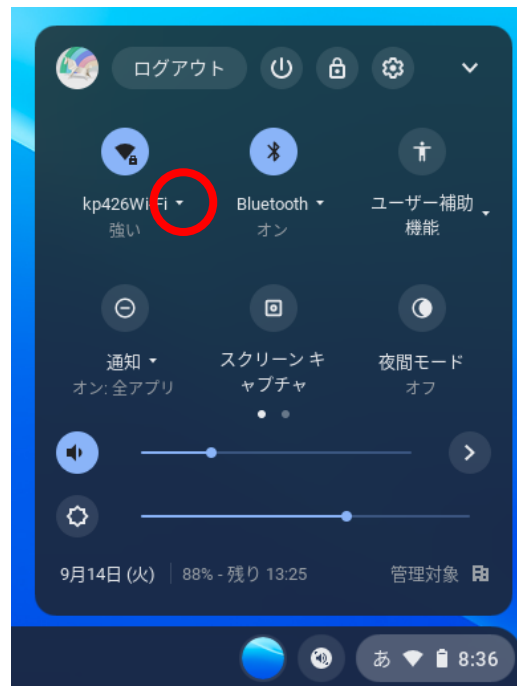 ログアウト
kp426Wi-Fi
強い
Bluetooth
オン
ユーザー補助
機能
通知
オン: 全アプリ
スクリーン キ
ャプチャ
夜間モード
オフ
9月14日 (火)
88% - 残り 13:25
管理対象
あ
8:36